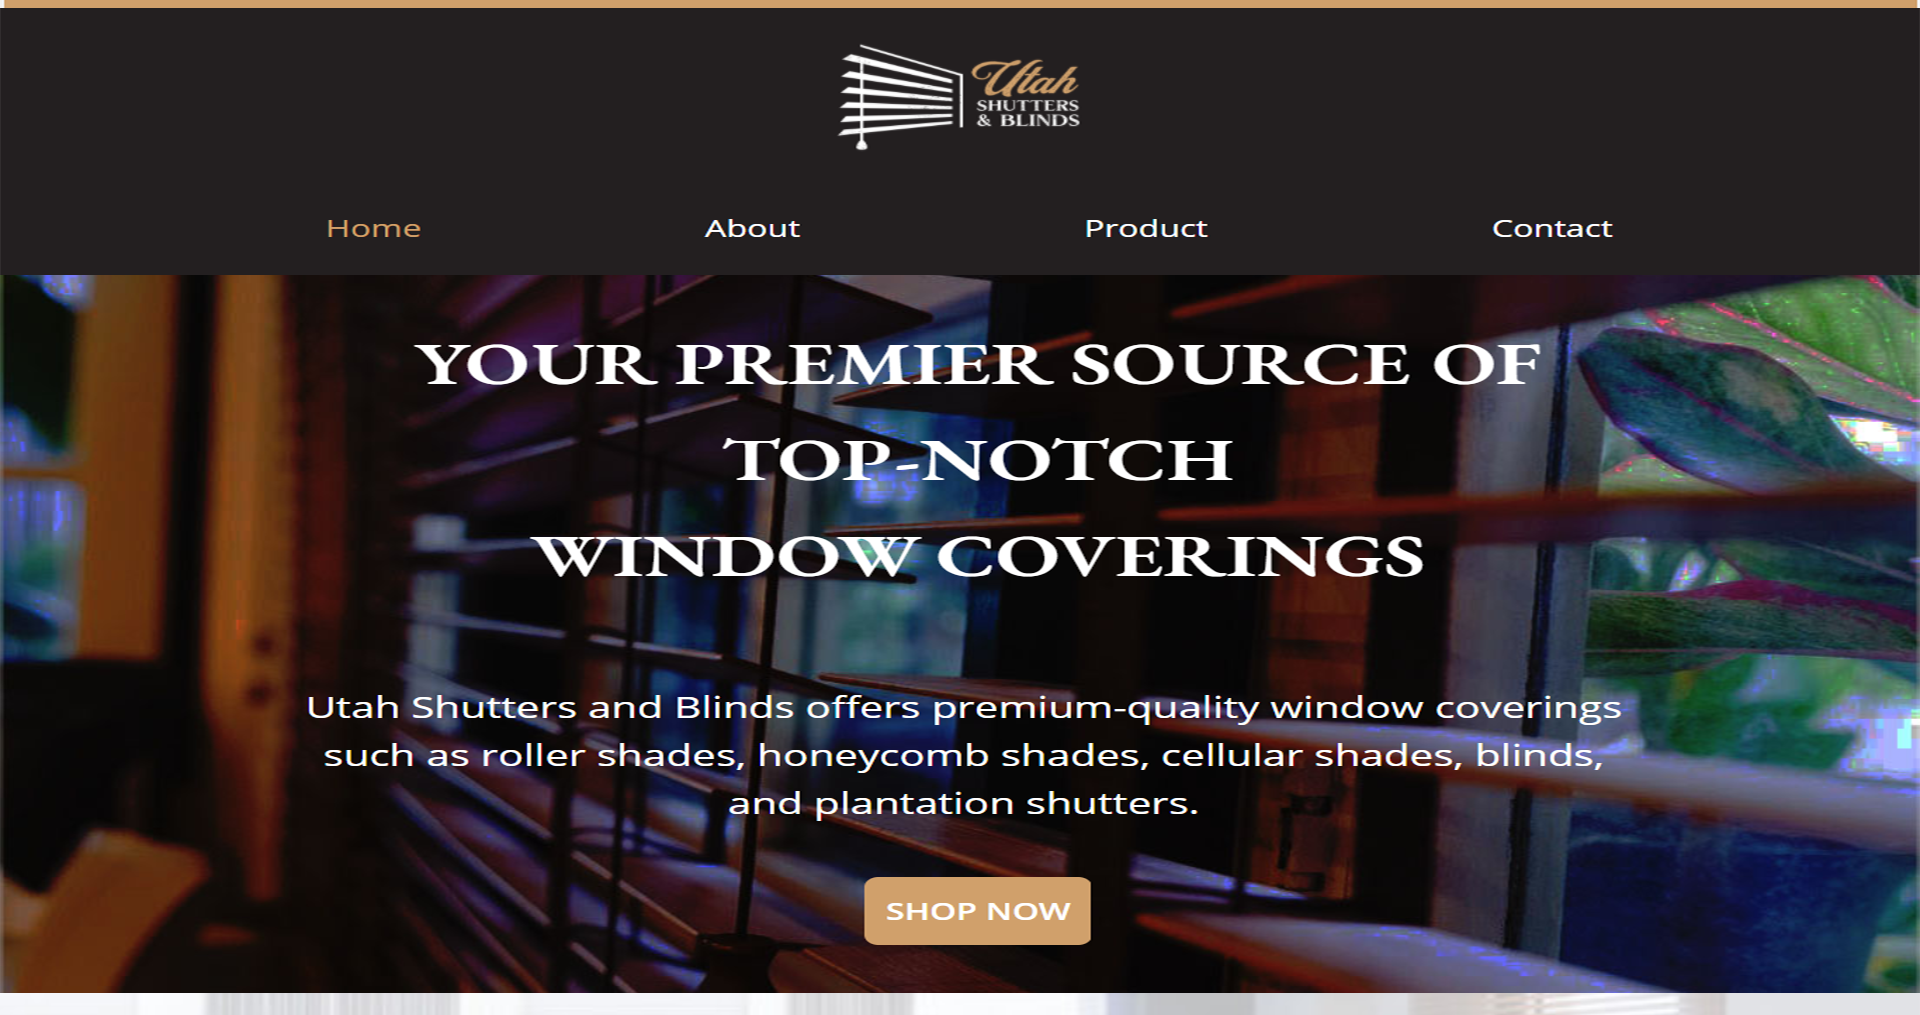 Utah
SHUTTERS
& BLINDS
Home About Product Contact
YOUR PREMIER SOURCE OF
TOP-NOTCH
WINDOW COVERINGS
Utah Shutters and Blinds offers premium-quality window coverings
such as roller shades, honeycomb shades, cellular shades, blinds,
and plantation shutters.
SHOP NOW